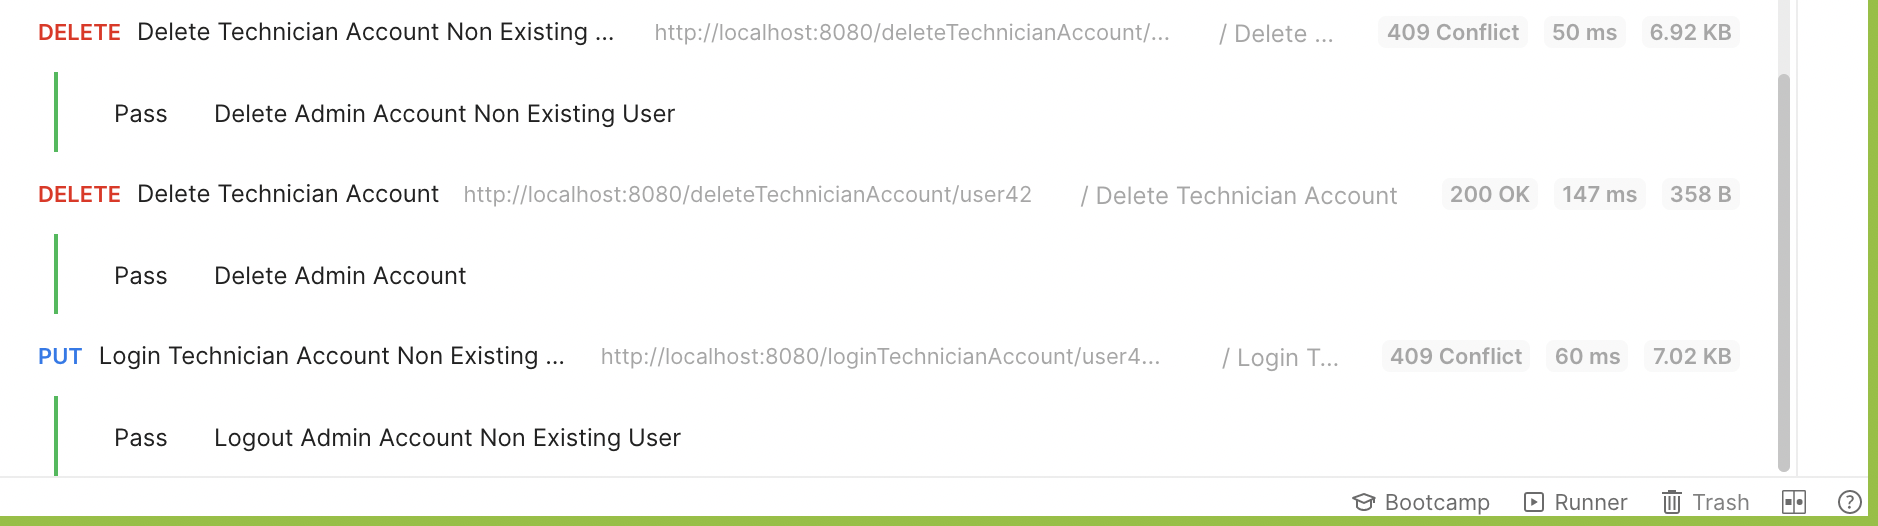 DELETE Delete Technician Account Non Existing ... http://localhost:8080/deleteTechnicianAccount/... / Delete ... 409 Conflict 50 ms 6.92 KB
Pass Delete Admin Account Non Existing User
DELETE Delete Technician Account http://localhost:8080/deleteTechnicianAccount/user42 / Delete Technician Account 200 OK 147 ms 358 B
Pass Delete Admin Account
PUT Login Technician Account Non Existing ... http://localhost:8080/loginTechnicianAccount/user4... / Login T... 409 Conflict 60 ms 7.02 KB
Pass Logout Admin Account Non Existing User
Bootcamp Runner Trash ?